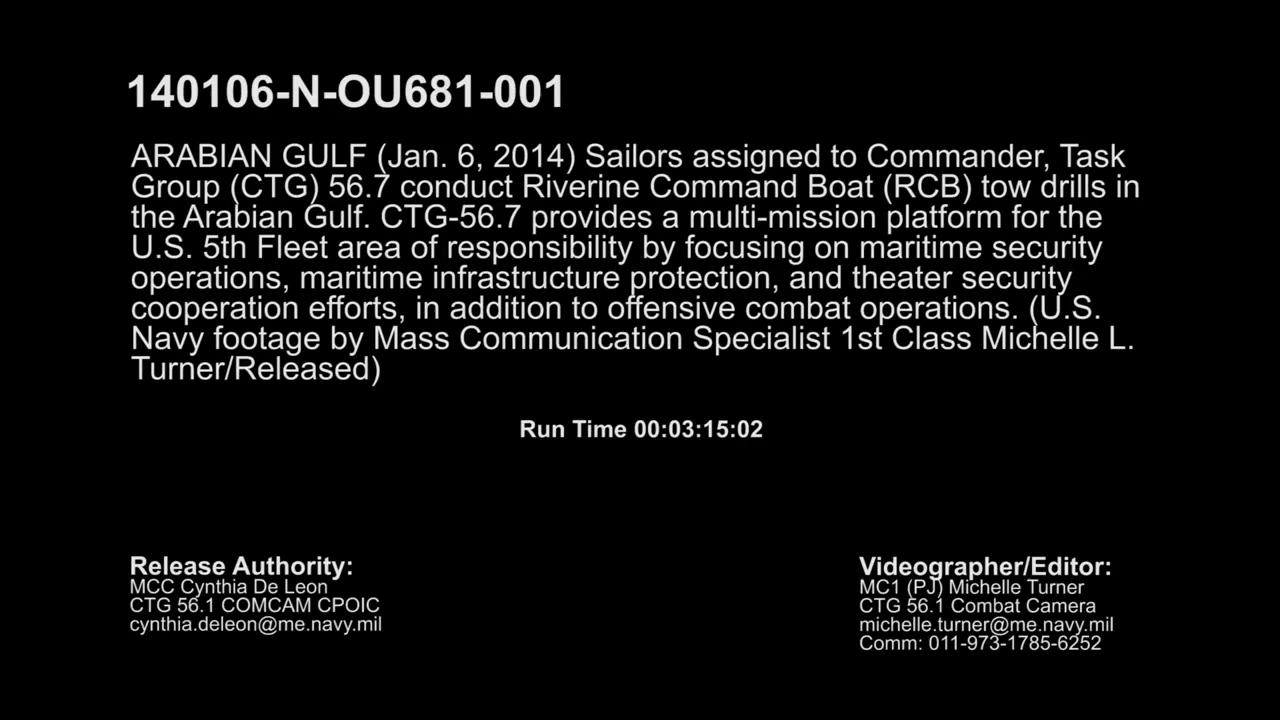 140106-N-OU681-001
ARABIAN GULF (Jan. 6, 2014) Sailors assigned to Commander, Task
Group (CTG) 56.7 conduct Riverine Command Boat (RCB) tow drills in
the Arabian Gulf. CTG-56.7 provides a multi-mission platform for the
U.S. 5th Fleet area of responsibility by focusing on maritime security
operations, maritime infrastructure protection, and theater security
cooperation efforts, in addition to offensive combat operations. (U.S.
Navy footage by Mass Communication Specialist 1st Class Michelle L.
Turner/Released)
Run Time 00:03:15:02
Release Authority:
MCC Cynthia De Leon
CTG 56.1 COMCAM CPOIC
cynthia.deleon@me.navy.mil
Videographer/Editor:
MC1 (PJ) Michelle Turner
CTG 56.1 Combat Camera
michelle.turner@me.navy.mil
Comm: 011-973-1785-6252